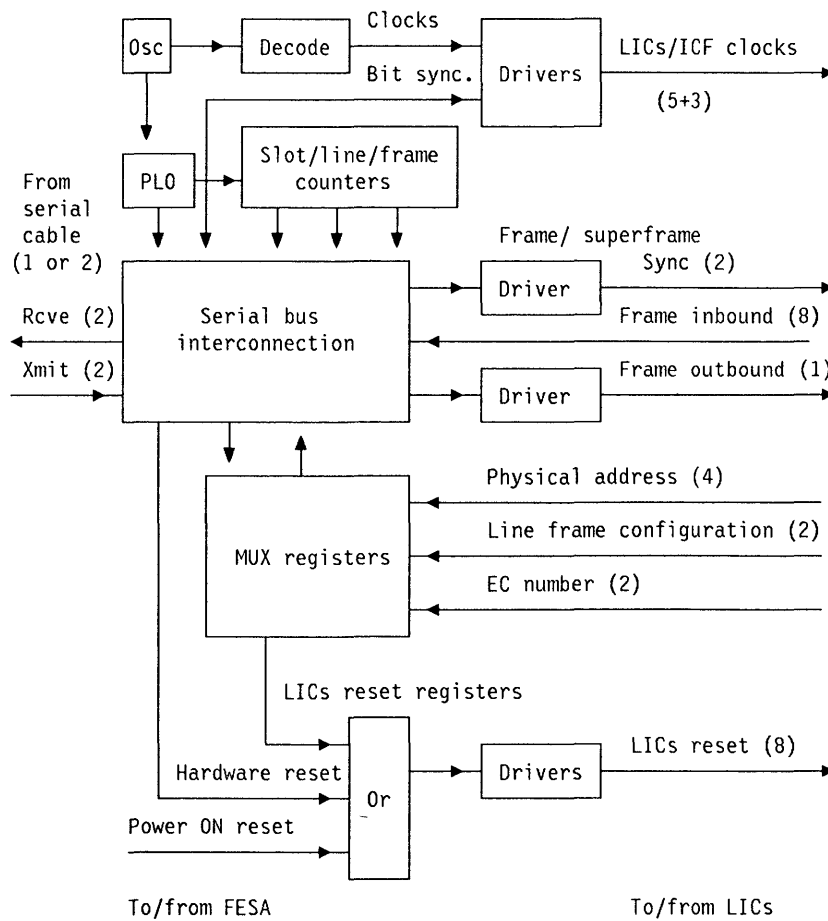 Clocks
Osc
Decode
Drivers
LICs/ICF clocks
Bit sync.
(5+3)
PLO
Slot/line/frame
counters
From
serial
cable
(1 or 2)
Frame/ superframe
Sync (2)
Driver
Rcve (2)
Serial bus
interconnection
Frame inbound (8)
Xmit (2)
Driver
Frame outbound (1)
Physical address (4)
MUX registers
Line frame configuration (2)
EC number (2)
LICs reset registers
LICs reset (8)
Hardware reset
Or
Drivers
Power ON reset
To/from FESA
To/from LICs